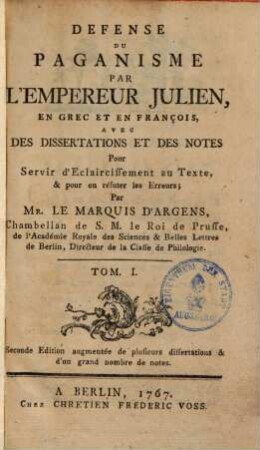 DEFENSE
DU
PAGANISME
PAR
L'EMPEREUR JULIEN,
EN GREC ET EN FRANÇOIS,
AVEC
DES DISSERTATIONS ET DES NOTES
Pour
Servir d'Eclairciſſement au Texte,
& pour en réfuter les Erreurs;
Par
MR. LE MARQUIS D'ARGENS,
Chambellan de S. M. le Roi de Pruſſe,
de l'Académie Royale des Sciences & Belles Lettres
de Berlin, Directeur de la Claſſe de Philologie.
TOM. I.
Seconde Edition augmentée de pluſieurs diſſertations &
d'un grand nombre de notes.
A BERLIN, 1767.
CHEZ CHRETIEN FREDERIC VOSS.